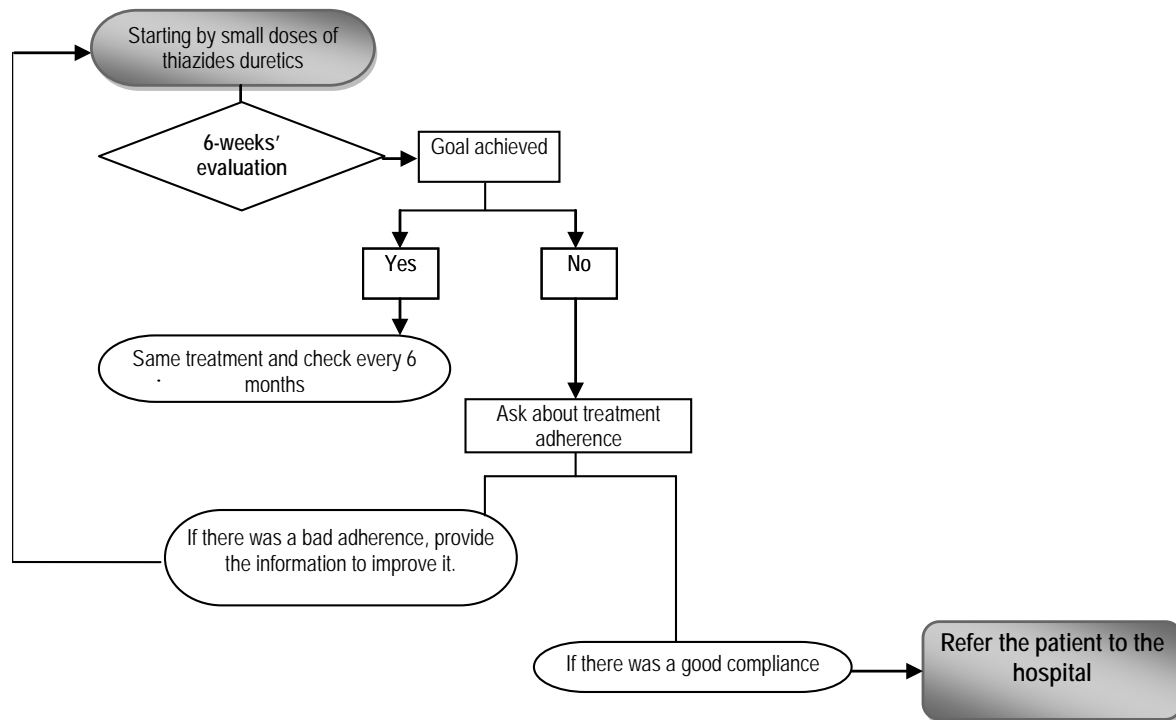 Starting by small doses of
thiazides duretics
6-weeks'
evaluation
Goal achieved
Yes
No
Same treatment and check every 6
months
Ask about treatment
adherence
If there was a bad adherence, provide
the information to improve it.
If there was a good compliance
Refer the patient to the
hospital